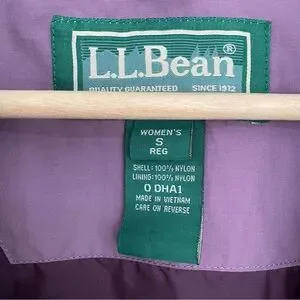 L.L.Bean®
QUALITY GUARANTEED SINCE 1912
WOMEN'S
S
REG
SHELL: 100% NYLON
LINING: 100% NYLON
0 DHA1
MADE IN VIETNAM
CARE ON REVERSE